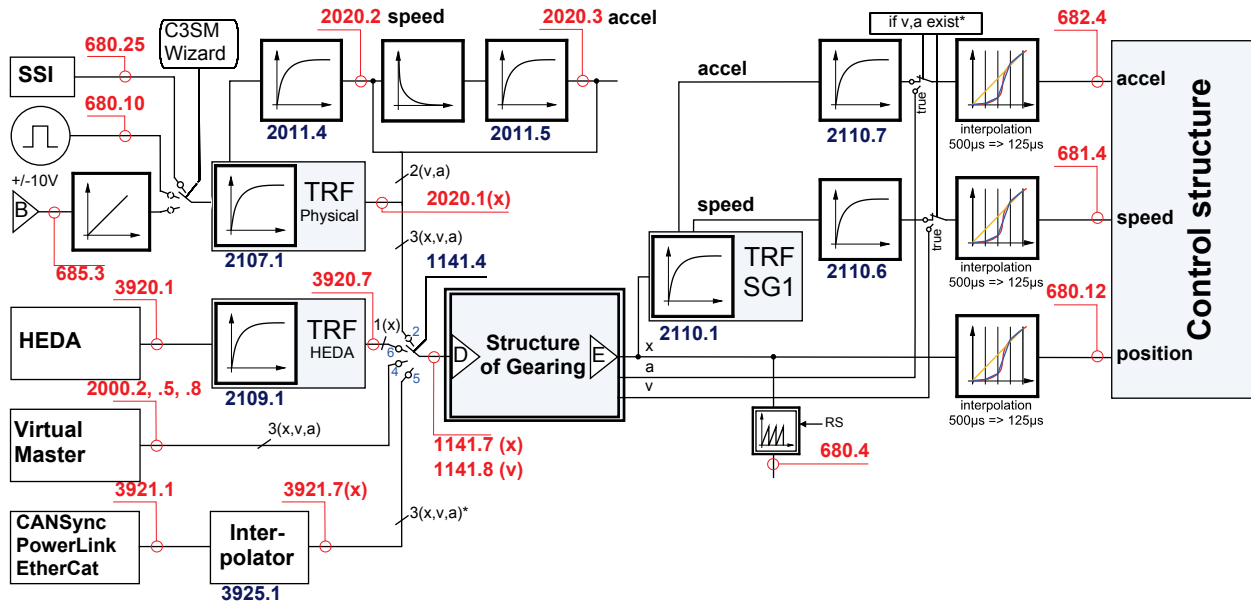 C3SM
Wizard
680.25
SSI
680.10
+/-10V
B
685.3
2020.2 speed
2020.3 accel
2011.4
2011.5
TRF
Physical
2107.1
2(v,a)
2020.1(x)
3(x,v,a)
1141.4
3920.1
HEDA
TRF
HEDA
2109.1
3920.7
1(x)
2
6
4
5
D
Structure
of Gearing
E
x
a
v
1141.7 (x)
1141.8 (v)
2000.2, .5, .8
Virtual
Master
3(x,v,a)
3921.1
CANSync
PowerLink
EtherCat
Inter-
polator
3925.1
3921.7(x)
3(x,v,a)*
accel
speed
TRF
SG1
2110.1
2110.7
2110.6
if v,a exist*
true
true
interpolation
500µs => 125µs
interpolation
500µs => 125µs
interpolation
500µs => 125µs
RS
680.4
682.4
accel
681.4
speed
680.12
position
Control structure